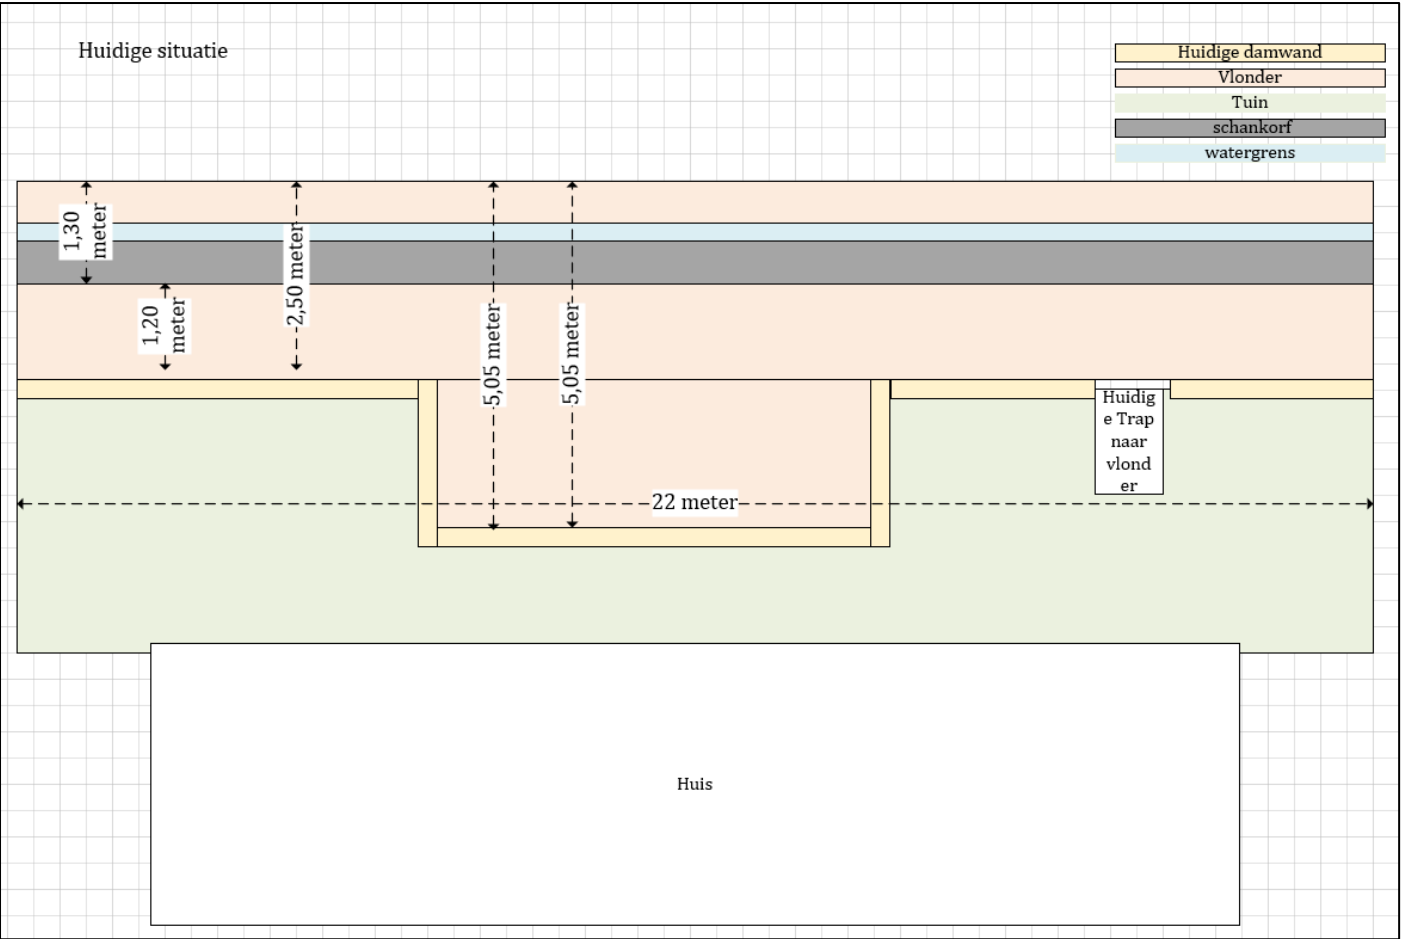 Huidige situatie
Huidige damwand
Vlonder
Tuin
schankorf
watergrens
1,30
meter
1,20
meter
2,50 meter
5,05 meter
5,05 meter
22 meter
Huidig
e Trap
naar
vlond
er
Huis